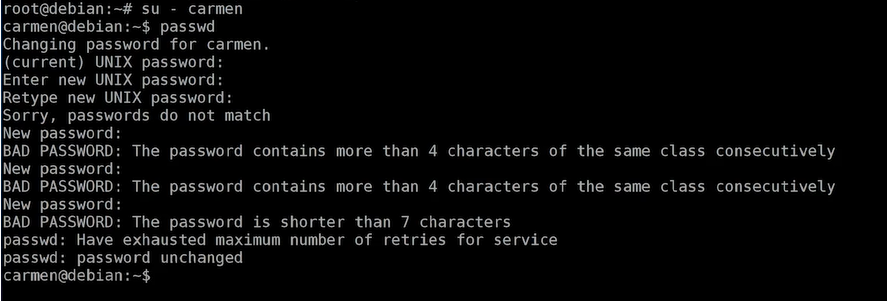 root@debian:~# su - carmen
carmen@debian:~$ passwd
Changing password for carmen.
(current) UNIX password:
Enter new UNIX password:
Retype new UNIX password:
Sorry, passwords do not match
New password:
BAD PASSWORD: The password contains more than 4 characters of the same class consecutively
New password:
BAD PASSWORD: The password contains more than 4 characters of the same class consecutively
New password:
BAD PASSWORD: The password is shorter than 7 characters
passwd: Have exhausted maximum number of retries for service
passwd: password unchanged
carmen@debian:~$